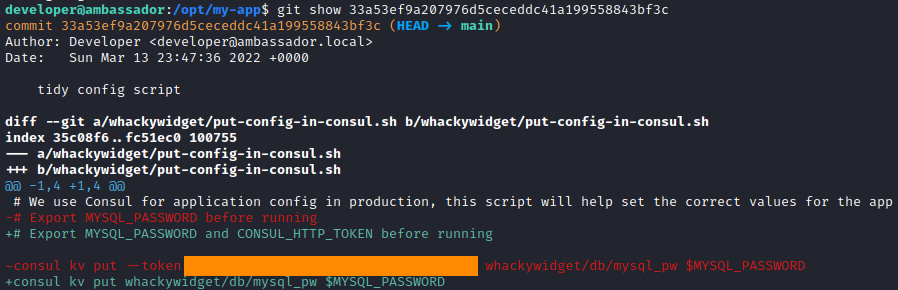 developer@ambassador:/opt/my-app$ git show 33a53ef9a207976d5ceceddc41a199558843bf3c
commit 33a53ef9a207976d5ceceddc41a199558843bf3c (HEAD → main)
Author: Developer <developer@ambassador.local>
Date:   Sun Mar 13 23:47:36 2022 +0000

    tidy config script

diff --git a/whackywidget/put-config-in-consul.sh b/whackywidget/put-config-in-consul.sh
index 35c08f6..fc51ec0 100755
--- a/whackywidget/put-config-in-consul.sh
+++ b/whackywidget/put-config-in-consul.sh
@@ -1,4 +1,4 @@
 # We use Consul for application config in production, this script will help set the correct values for the app
-# Export MYSQL_PASSWORD before running
+# Export MYSQL_PASSWORD and CONSUL_HTTP_TOKEN before running

-consul kv put --token whackywidget/db/mysql_pw $MYSQL_PASSWORD
+consul kv put whackywidget/db/mysql_pw $MYSQL_PASSWORD